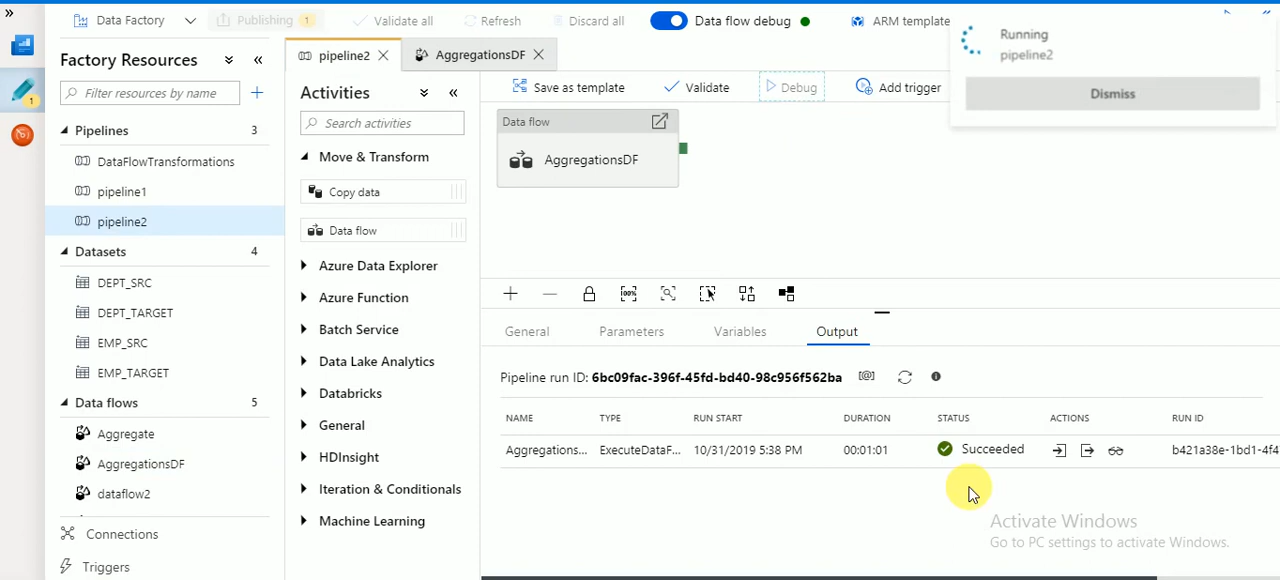 »
Data Factory
Publishing 1
Validate all
Refresh
Discard all
Data flow debug
ARM template
Running
pipeline2
Dismiss
1
Factory Resources
Filter resources by name
Pipelines 3
DataFlowTransformations
pipeline1
pipeline2
Datasets 4
DEPT_SRC
DEPT_TARGET
EMP_SRC
EMP_TARGET
Data flows 5
Aggregate
AggregationsDF
dataflow2
Connections
Triggers
pipeline2
AggregationsDF
Activities
Search activities
Move & Transform
Copy data
Data flow
Azure Data Explorer
Azure Function
Batch Service
Data Lake Analytics
Databricks
General
HDInsight
Iteration & Conditionals
Machine Learning
Save as template
Validate
Debug
Add trigger
Data flow
AggregationsDF
100%
General
Parameters
Variables
Output
Pipeline run ID: 6bc09fac-396f-45fd-bd40-98c956f562ba
NAME TYPE RUN START DURATION STATUS ACTIONS RUN ID
Aggregations... ExecuteDataF... 10/31/2019 5:38 PM 00:01:01 Succeeded b421a38e-1bd1-4f4
Activate Windows
Go to PC settings to activate Windows.